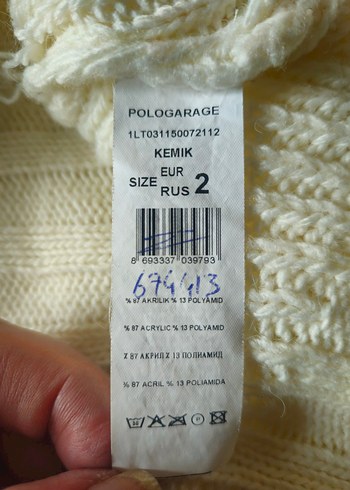 POLOGARAGE
1LT031150072112
KEMIK
SIZE EUR RUS 2
8 693337 039793
674413
% 87 AKRILIK % 13 POLYAMID
% 87 ACRYLIC % 13 POLYAMID
% 87 АКРИЛ % 13 ПОЛИАМИД
% 87 ACRIL % 13 POLIAMIDA